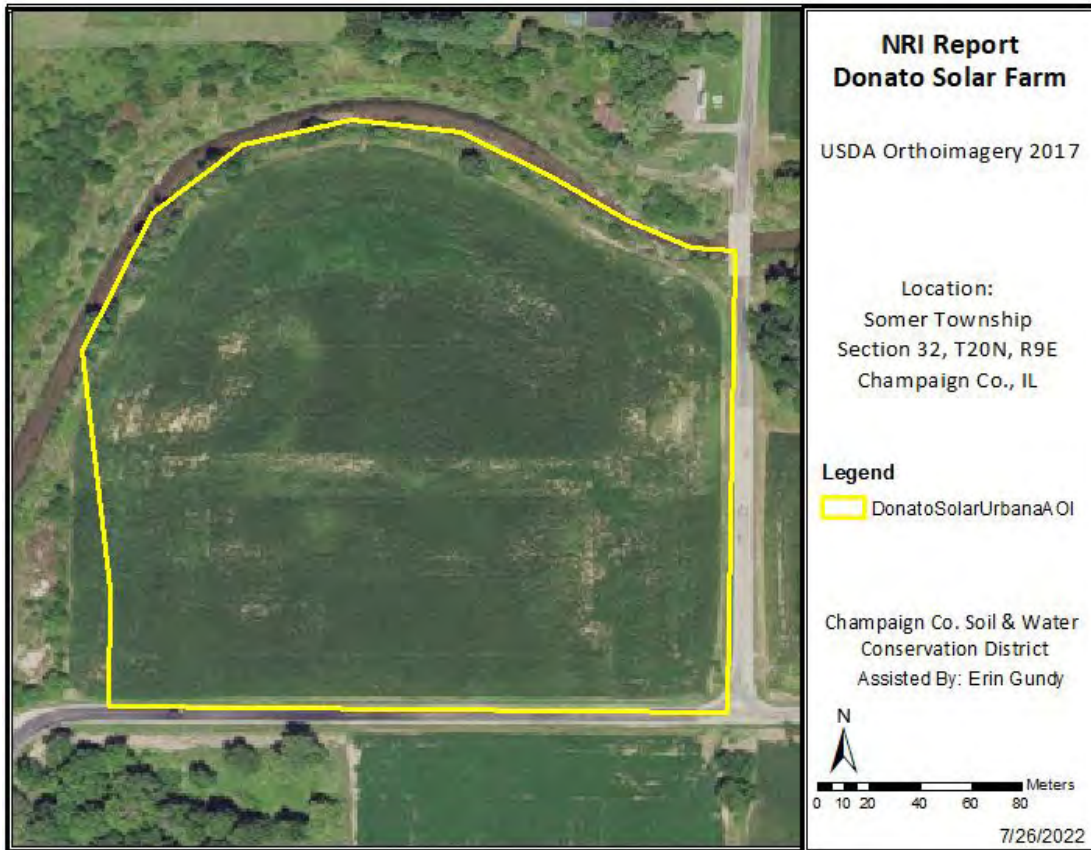 NRI Report
Donato Solar Farm
USDA Orthoimagery 2017
Location:
Somer Township
Section 32, T20N, R9E
Champaign Co., IL
Legend
DonatoSolarUrbanaAOI
Champaign Co. Soil & Water
Conservation District
Assisted By: Erin Gundy
N
Meters
0 10 20 40 60 80
7/26/2022